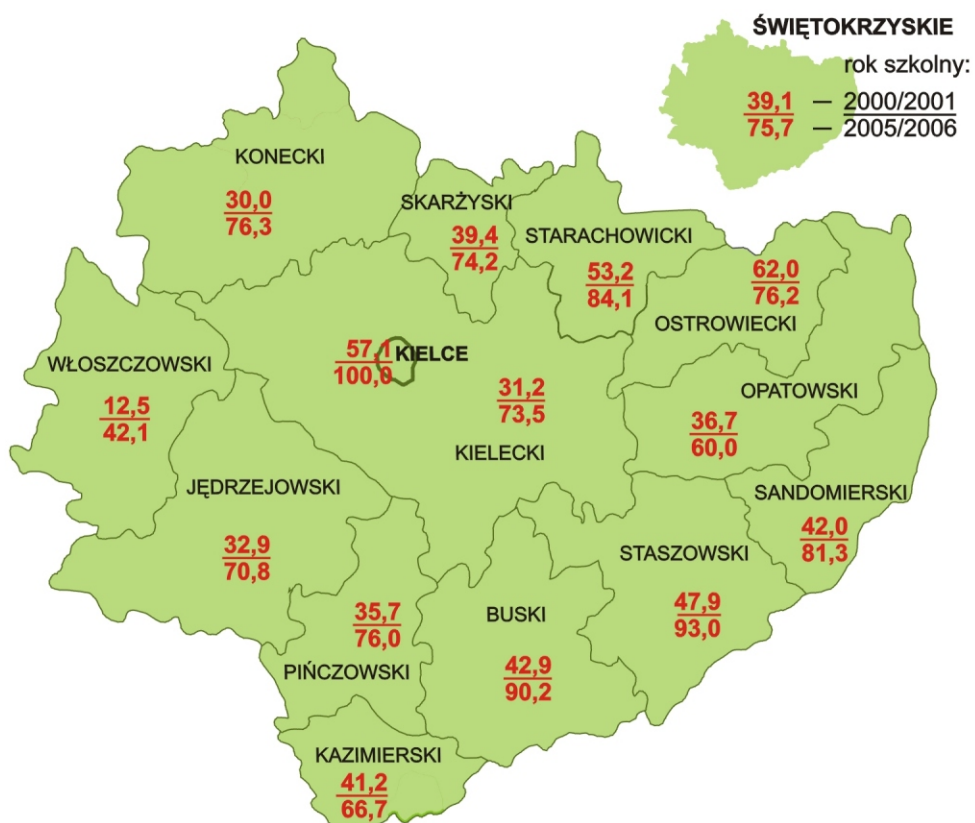 ŚWIĘTOKRZYSKIE
rok szkolny:
39,1 — 2000/2001
75,7 — 2005/2006
KONECKI
30,0
76,3
SKARŻYSKI
39,4
74,2
STARACHOWICKI
53,2
84,1
62,0
76,2
OSTROWIECKI
WŁOSZCZOWSKI
12,5
42,1
57,1
100,0
KIELCE
31,2
73,5
KIELECKI
OPATOWSKI
36,7
60,0
JĘDRZEJOWSKI
32,9
70,8
SANDOMIERSKI
42,0
81,3
STASZOWSKI
47,9
93,0
35,7
76,0
PIŃCZOWSKI
BUSKI
42,9
90,2
KAZIMIERSKI
41,2
66,7